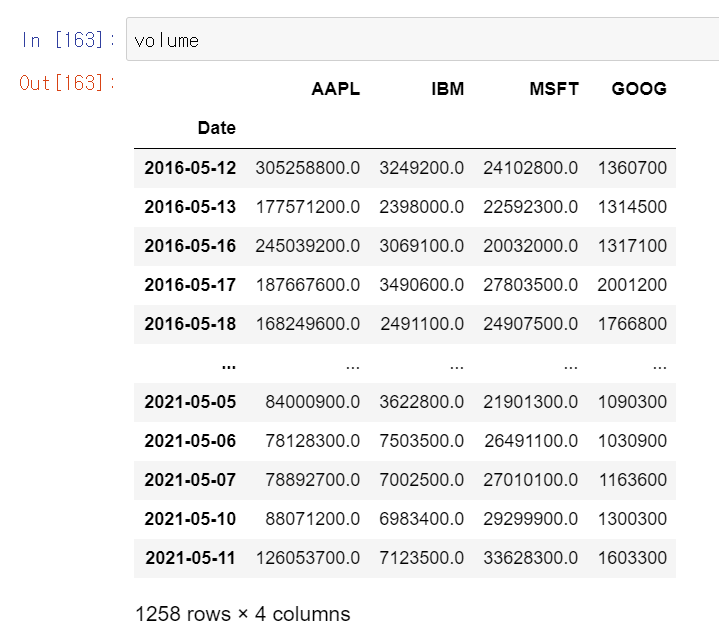 In [163]: volume
Out[163]:
AAPL IBM MSFT GOOG
Date
2016-05-12 305258800.0 3249200.0 24102800.0 1360700
2016-05-13 177571200.0 2398000.0 22592300.0 1314500
2016-05-16 245039200.0 3069100.0 20032000.0 1317100
2016-05-17 187667600.0 3490600.0 27803500.0 2001200
2016-05-18 168249600.0 2491100.0 24907500.0 1766800
... ... ... ... ...
2021-05-05 84000900.0 3622800.0 21901300.0 1090300
2021-05-06 78128300.0 7503500.0 26491100.0 1030900
2021-05-07 78892700.0 7002500.0 27010100.0 1163600
2021-05-10 88071200.0 6983400.0 29299900.0 1300300
2021-05-11 126053700.0 7123500.0 33628300.0 1603300
1258 rows × 4 columns